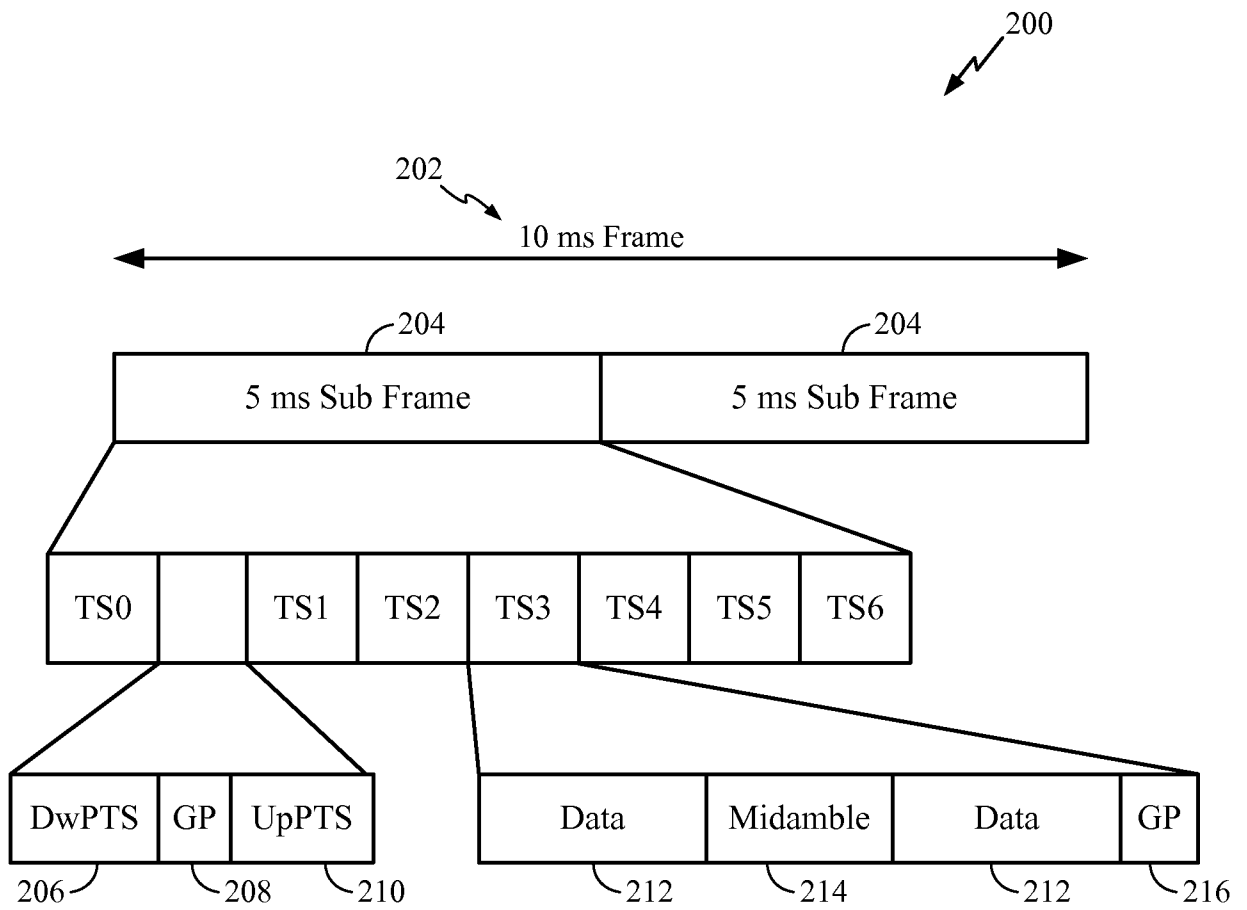 200
202
10 ms Frame
204 204
5 ms Sub Frame 5 ms Sub Frame
TS0 TS1 TS2 TS3 TS4 TS5 TS6
DwPTS GP UpPTS Data Midamble Data GP
206 208 210 212 214 212 216